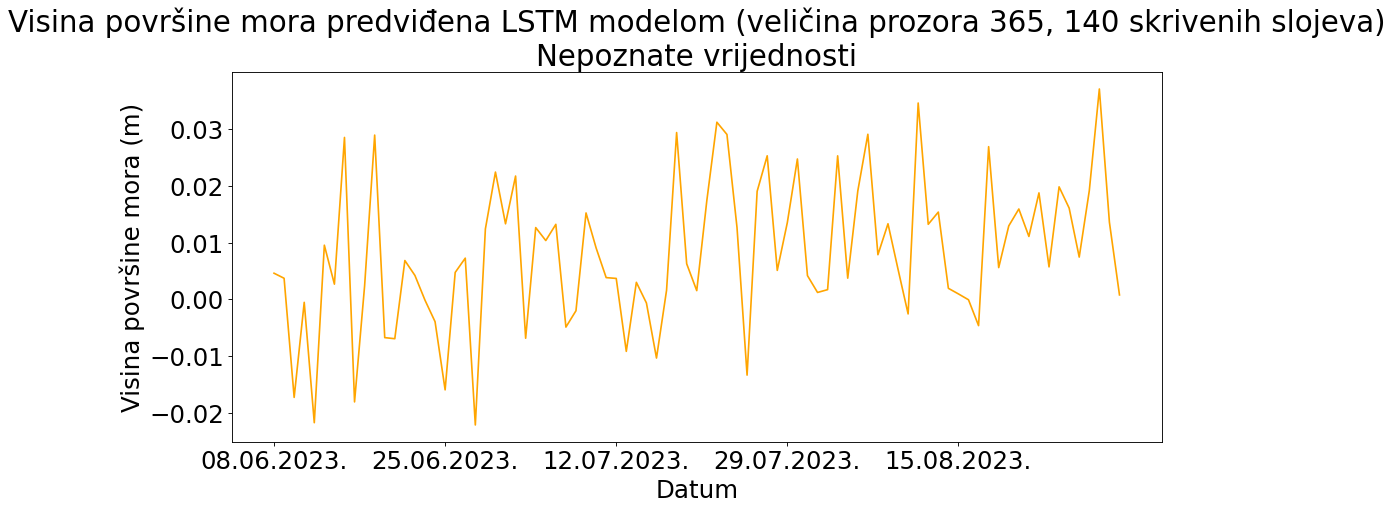 Visina površine mora predviđena LSTM modelom (veličina prozora 365, 140 skrivenih slojeva)
Nepoznate vrijednosti
Visina površine mora (m)
0.03
0.02
0.01
0.00
−0.01
−0.02
08.06.2023. 25.06.2023. 12.07.2023. 29.07.2023. 15.08.2023.
Datum